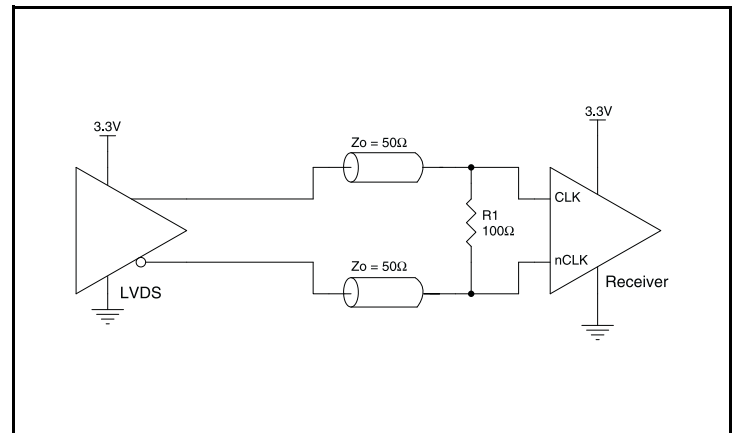 3.3V
3.3V
Zo = 50Ω
CLK
R1
100Ω
nCLK
Zo = 50Ω
Receiver
LVDS